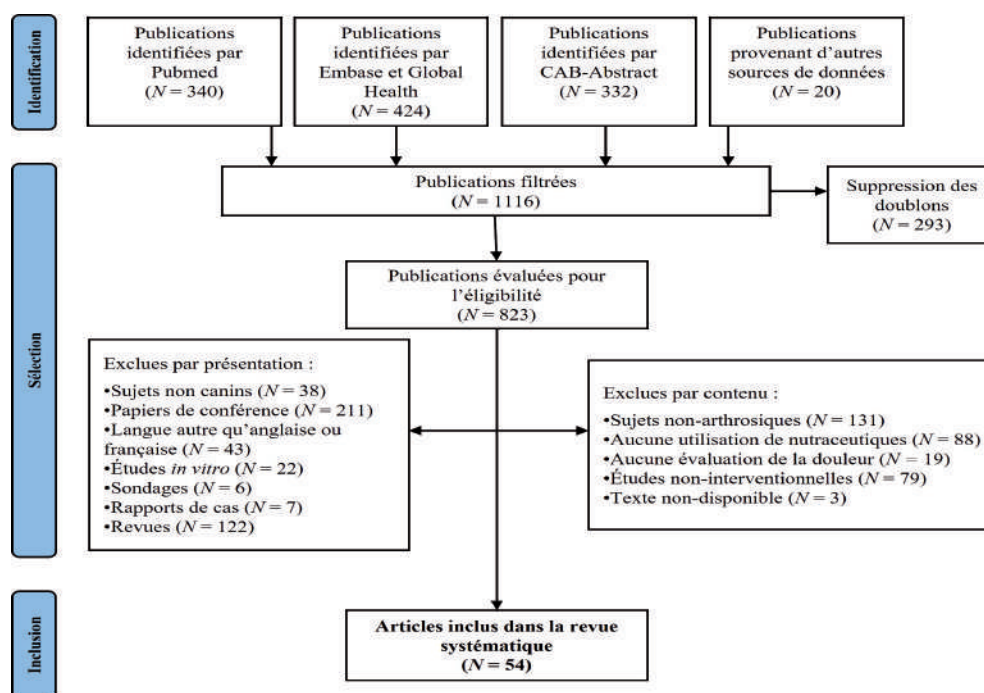 Identification
Publications
identifiées par
Pubmed
(N = 340)
Publications
identifiées par
Embase et Global
Health
(N = 424)
Publications
identifiées par
CAB-Abstract
(N = 332)
Publications
provenant d'autres
sources de données
(N = 20)
Sélection
Publications filtrées
(N = 1116)
Suppression des
doublons
(N = 293)
Publications évaluées pour
l'éligibilité
(N = 823)
Exclues par présentation :
•Sujets non canins (N = 38)
•Papiers de conférence (N = 211)
•Langue autre qu'anglaise ou
française (N = 43)
•Études in vitro (N = 22)
•Sondages (N = 6)
•Rapports de cas (N = 7)
•Revues (N = 122)
Exclues par contenu :
•Sujets non-arthrosiques (N = 131)
•Aucune utilisation de nutraceutiques (N = 88)
•Aucune évaluation de la douleur (N = 19)
•Études non-interventionnelles (N = 79)
•Texte non-disponible (N = 3)
Inclusion
Articles inclus dans la revue
systématique
(N = 54)